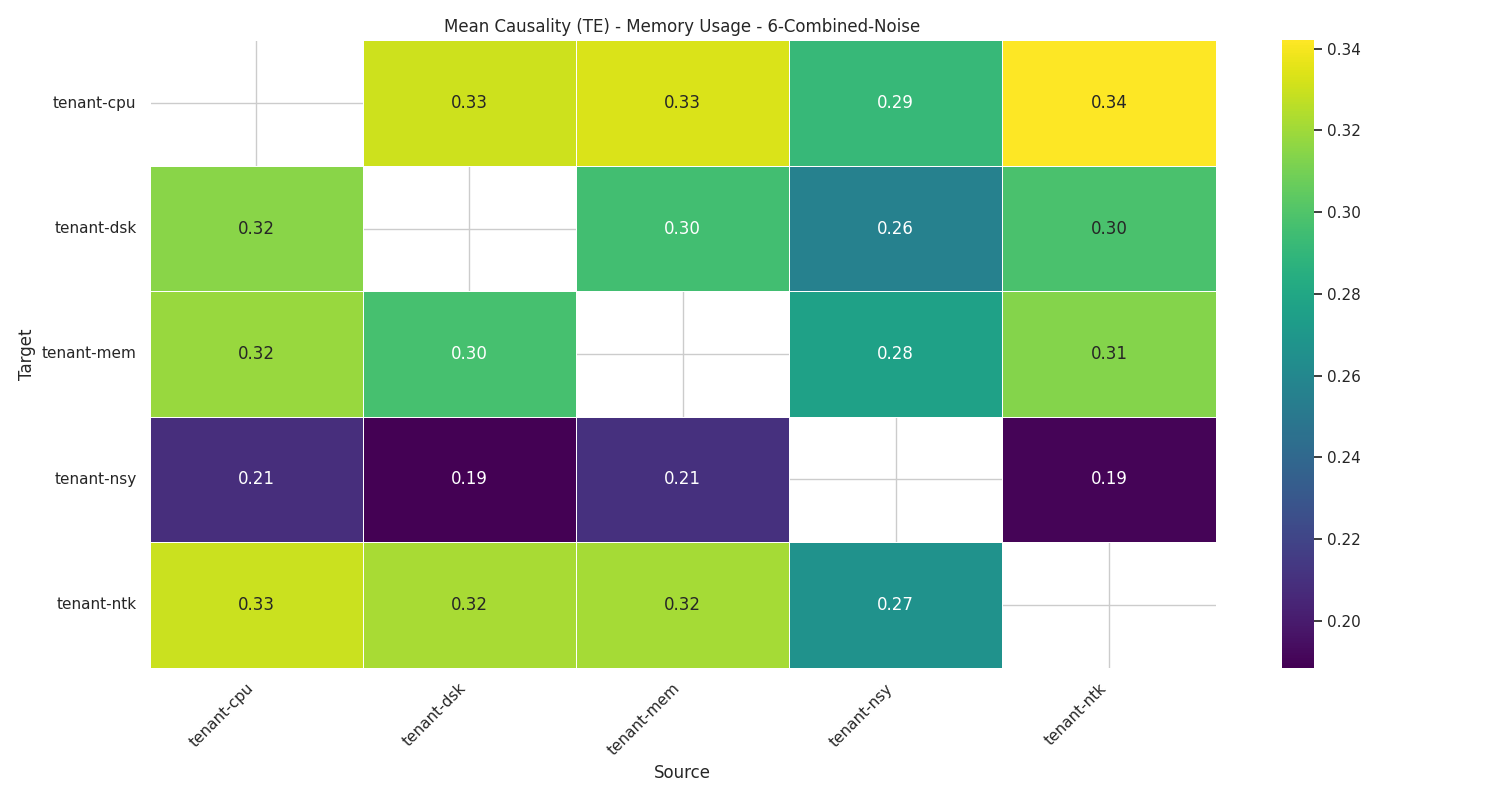 Mean Causality (TE) - Memory Usage - 6-Combined-Noise
tenant-cpu 0.33 0.33 0.29 0.34
tenant-dsk 0.32 0.30 0.26 0.30
tenant-mem 0.32 0.30 0.28 0.31
tenant-nsy 0.21 0.19 0.21 0.19
tenant-ntk 0.33 0.32 0.32 0.27
Target
tenant-cpu tenant-dsk tenant-mem tenant-nsy tenant-ntk
Source
0.34
0.32
0.30
0.28
0.26
0.24
0.22
0.20